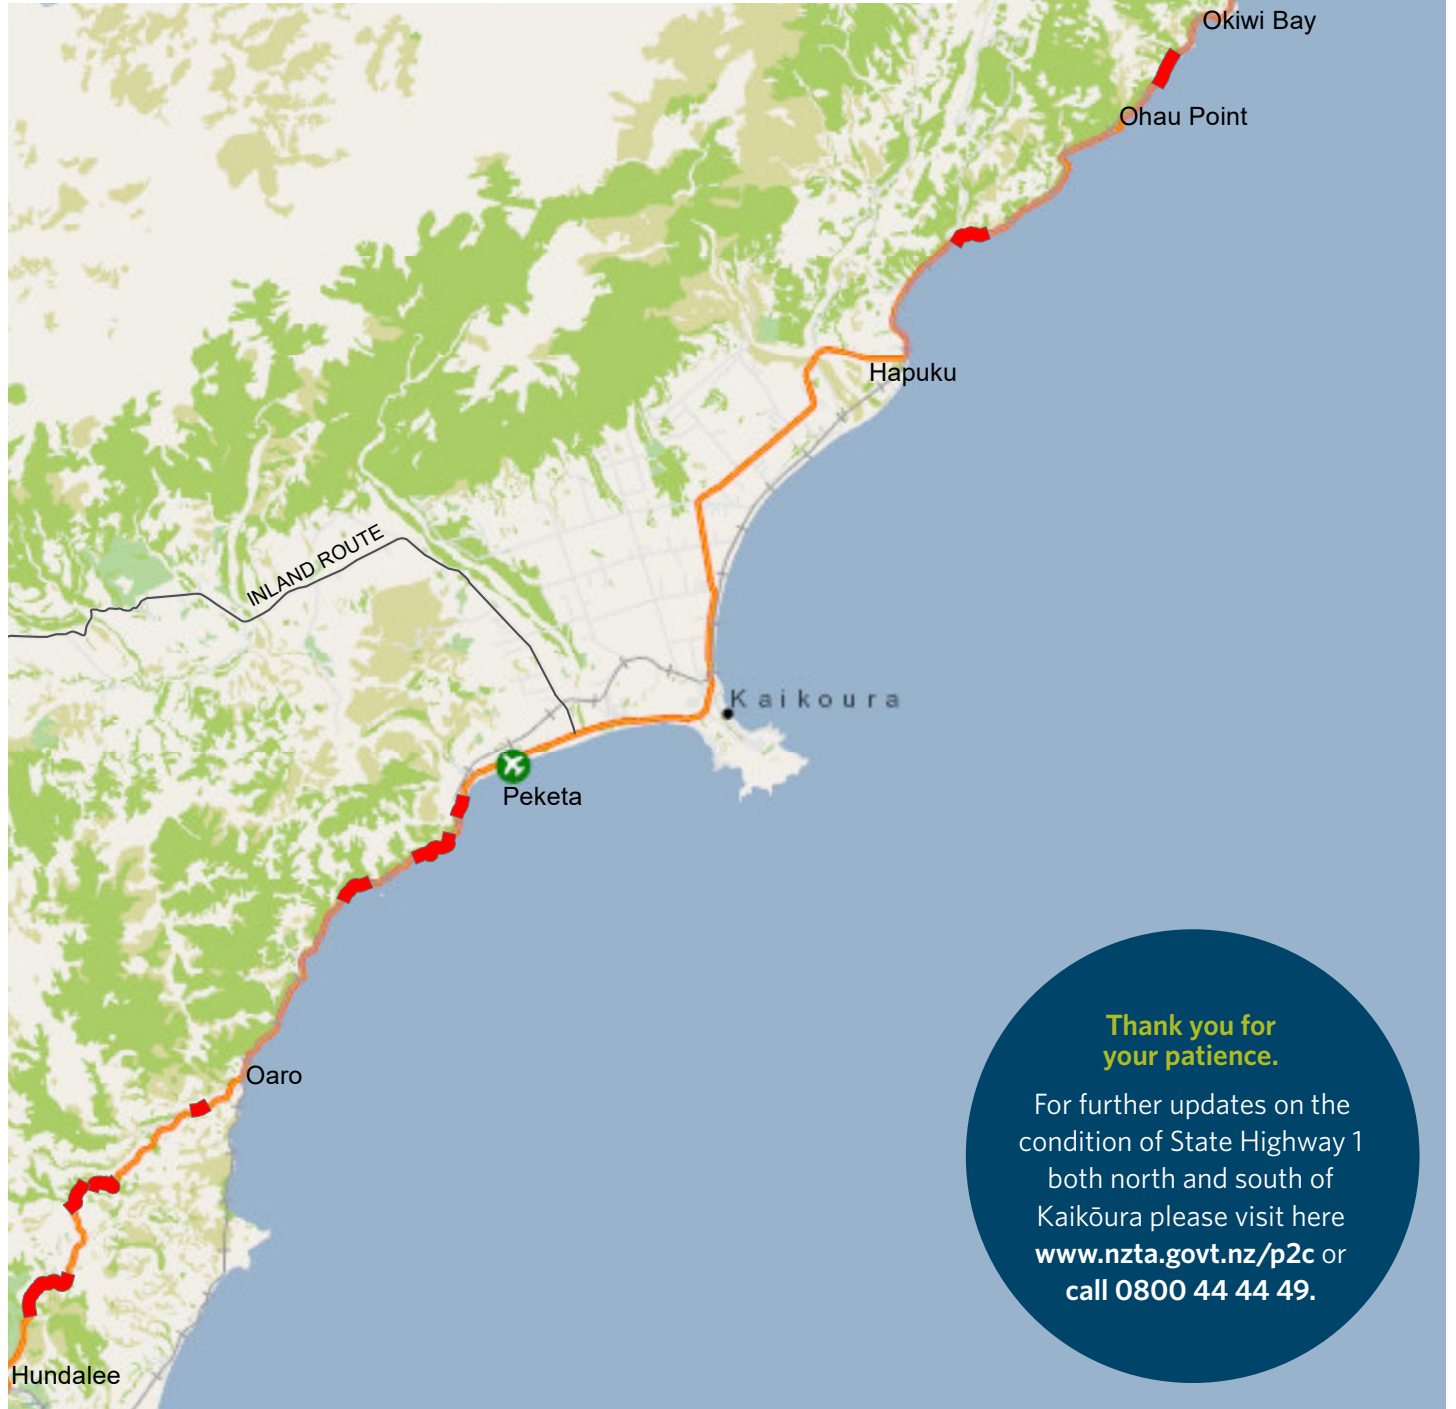 Okiwi Bay
Ohau Point
Hapuku
INLAND ROUTE
Kaikoura
Peketa
Oaro
Hundalee
Thank you for
your patience.
For further updates on the
condition of State Highway 1
both north and south of
Kaikōura please visit here
www.nzta.govt.nz/p2c or
call 0800 44 44 49.